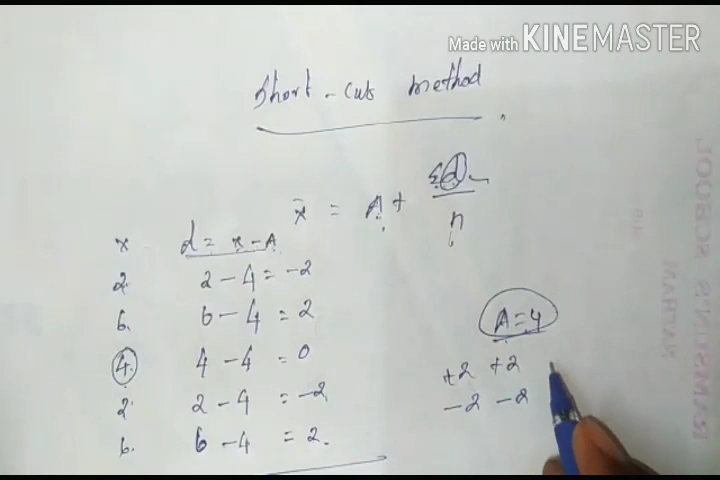 Made with KINEMASTER
Short-cut method
x̄ = A + Σd / n
x d = x - A
2. 2 - 4 = -2
6. 6 - 4 = 2
4. 4 - 4 = 0
2. 2 - 4 = -2
6. 6 - 4 = 2.
A = 4
+2 +2
-2 -2